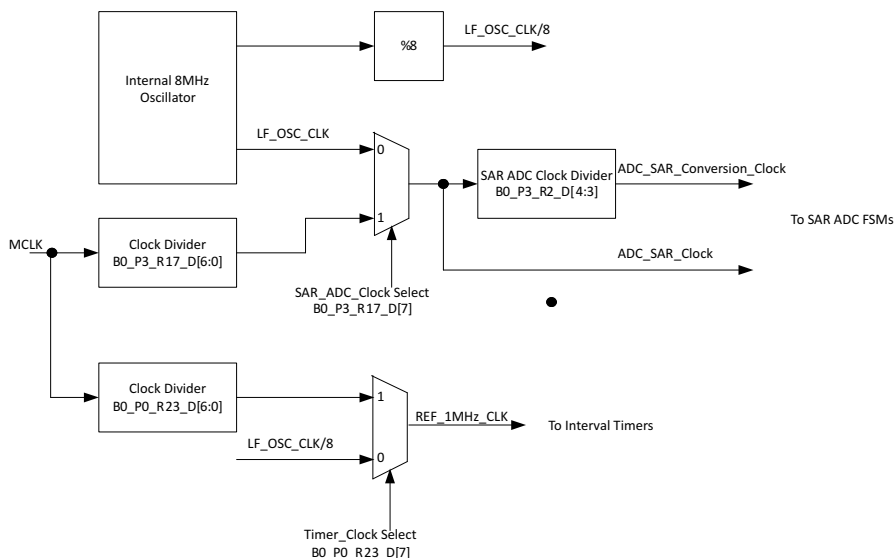 LF_OSC_CLK/8
%8
Internal 8MHz
Oscillator
LF_OSC_CLK
0
SAR ADC Clock Divider
B0_P3_R2_D[4:3]
ADC_SAR_Conversion_Clock
To SAR ADC FSMs
1
MCLK
Clock Divider
B0_P3_R17_D[6:0]
ADC_SAR_Clock
SAR_ADC_Clock Select
B0_P3_R17_D[7]
Clock Divider
B0_P0_R23_D[6:0]
1
REF_1MHz_CLK
To Interval Timers
LF_OSC_CLK/8
0
Timer_Clock Select
B0_P0_R23_D[7]